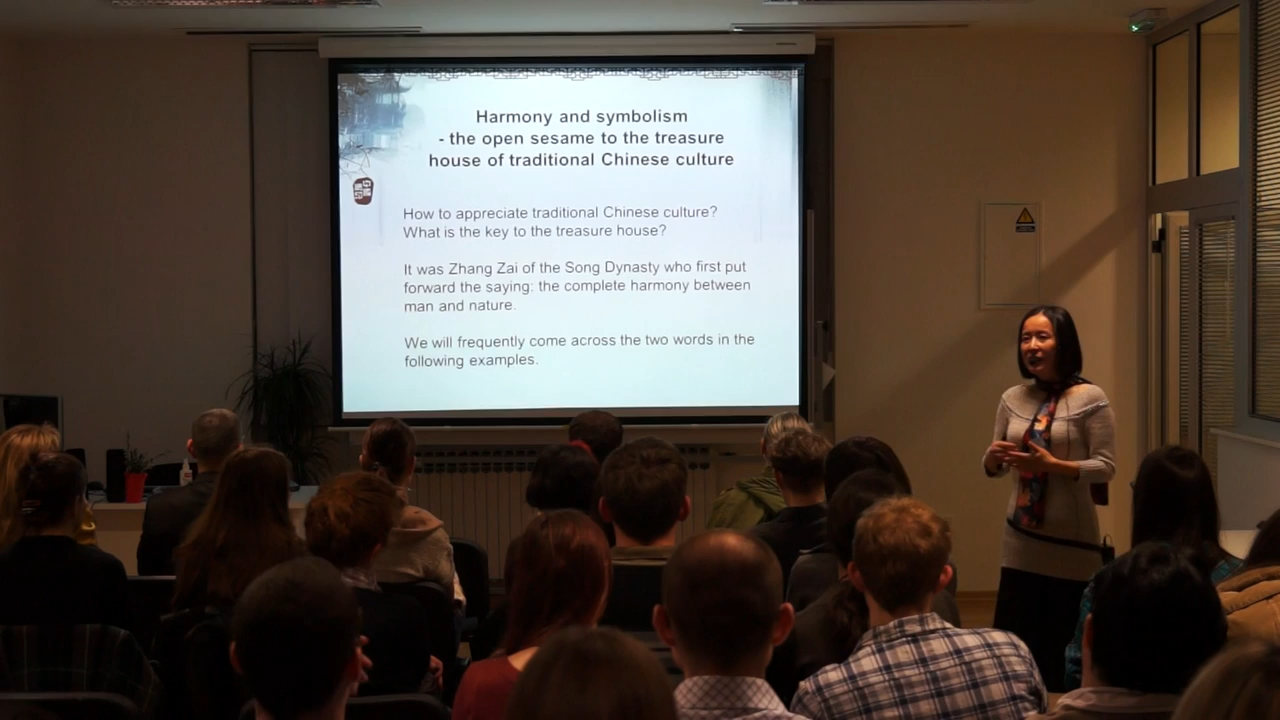 Harmony and symbolism
- the open sesame to the treasure
house of traditional Chinese culture
How to appreciate traditional Chinese culture?
What is the key to the treasure house?
It was Zhang Zai of the Song Dynasty who first put
forward the saying: the complete harmony between
man and nature.
We will frequently come across the two words in the
following examples.